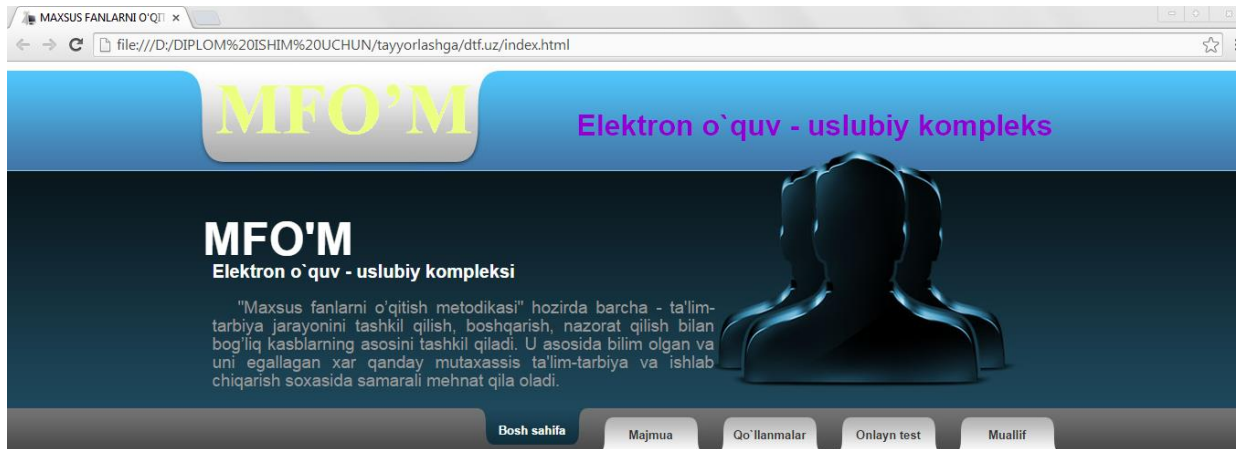 MAXSUS FANLARNI O'QIT
file:///D:/DIPLOM%20ISHIM%20UCHUN/tayyorlashga/dtf.uz/index.html
MFO’M
Elektron o`quv - uslubiy kompleks
MFO'M
Elektron o`quv - uslubiy kompleksi
"Maxsus fanlarni o’qitish metodikasi" hozirda barcha - ta'lim-
tarbiya jarayonini tashkil qilish, boshqarish, nazorat qilish bilan
bog’liq kasblarning asosini tashkil qiladi. U asosida bilim olgan va
uni egallagan xar qanday mutaxassis ta'lim-tarbiya va ishlab
chiqarish soxasida samarali mehnat qila oladi.
Bosh sahifa
Majmua
Qo`llanmalar
Onlayn test
Muallif